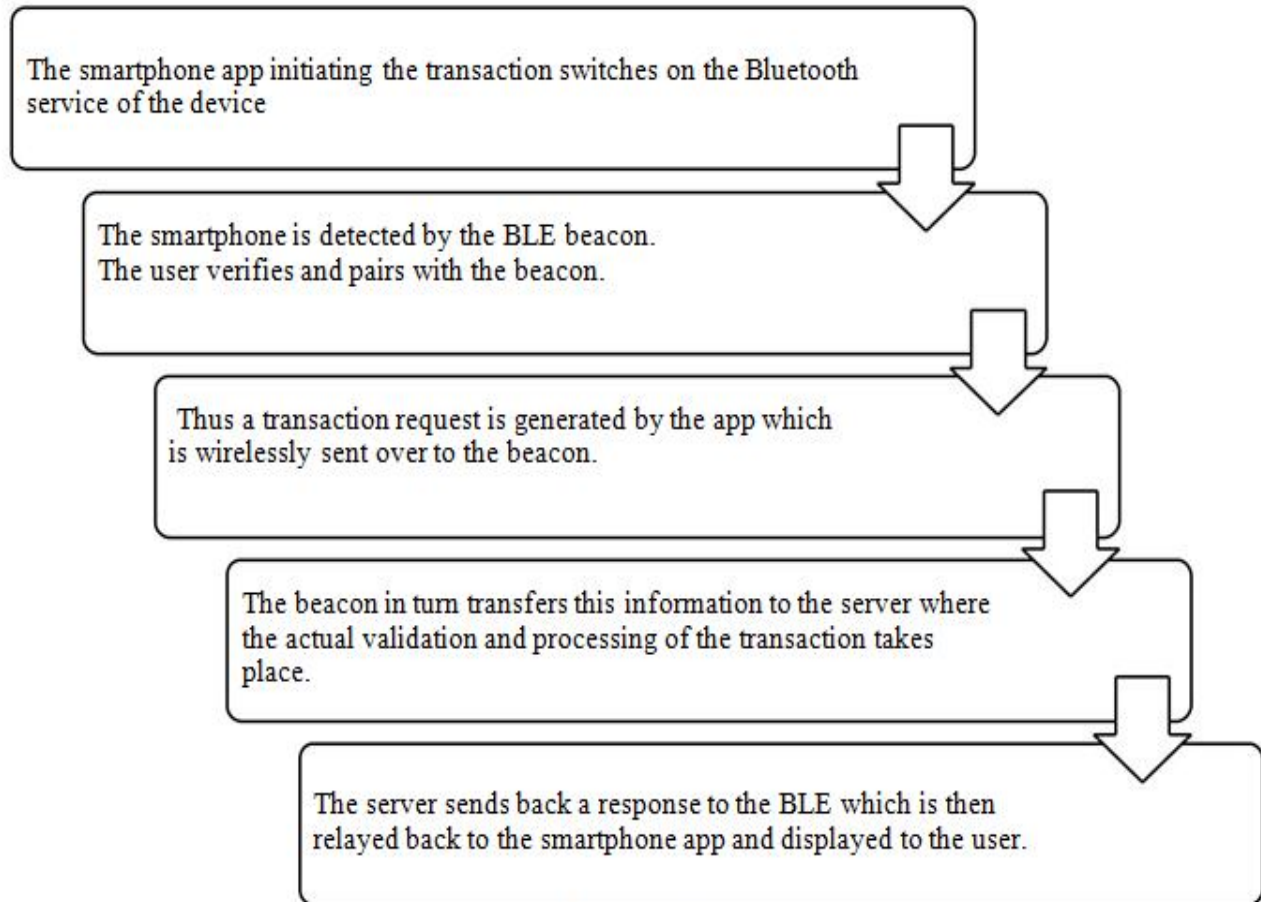 The smartphone app initiating the transaction switches on the Bluetooth
service of the device
The smartphone is detected by the BLE beacon.
The user verifies and pairs with the beacon.
Thus a transaction request is generated by the app which
is wirelessly sent over to the beacon.
The beacon in turn transfers this information to the server where
the actual validation and processing of the transaction takes
place.
The server sends back a response to the BLE which is then
relayed back to the smartphone app and displayed to the user.